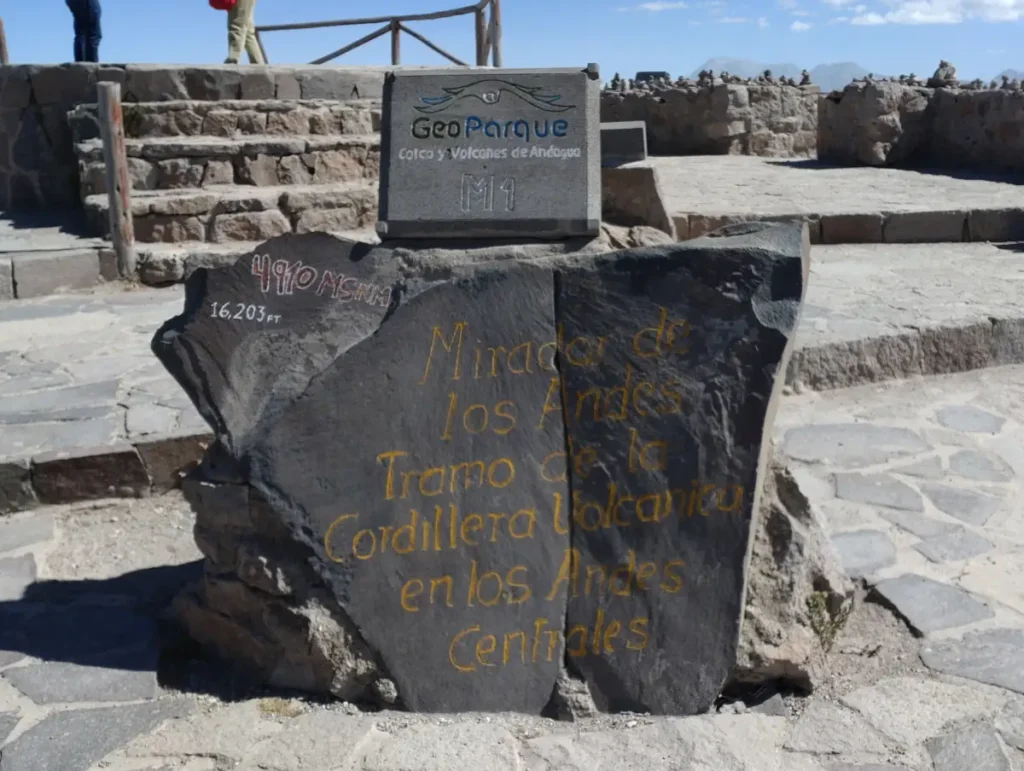 GeoParque
Colca y Volcanes de Andagua
M1
4910 MSNM
16,203 FT
Mirador de
los Andes
Tramo de la
Cordillera Volcanica
en los Andes
Centrales